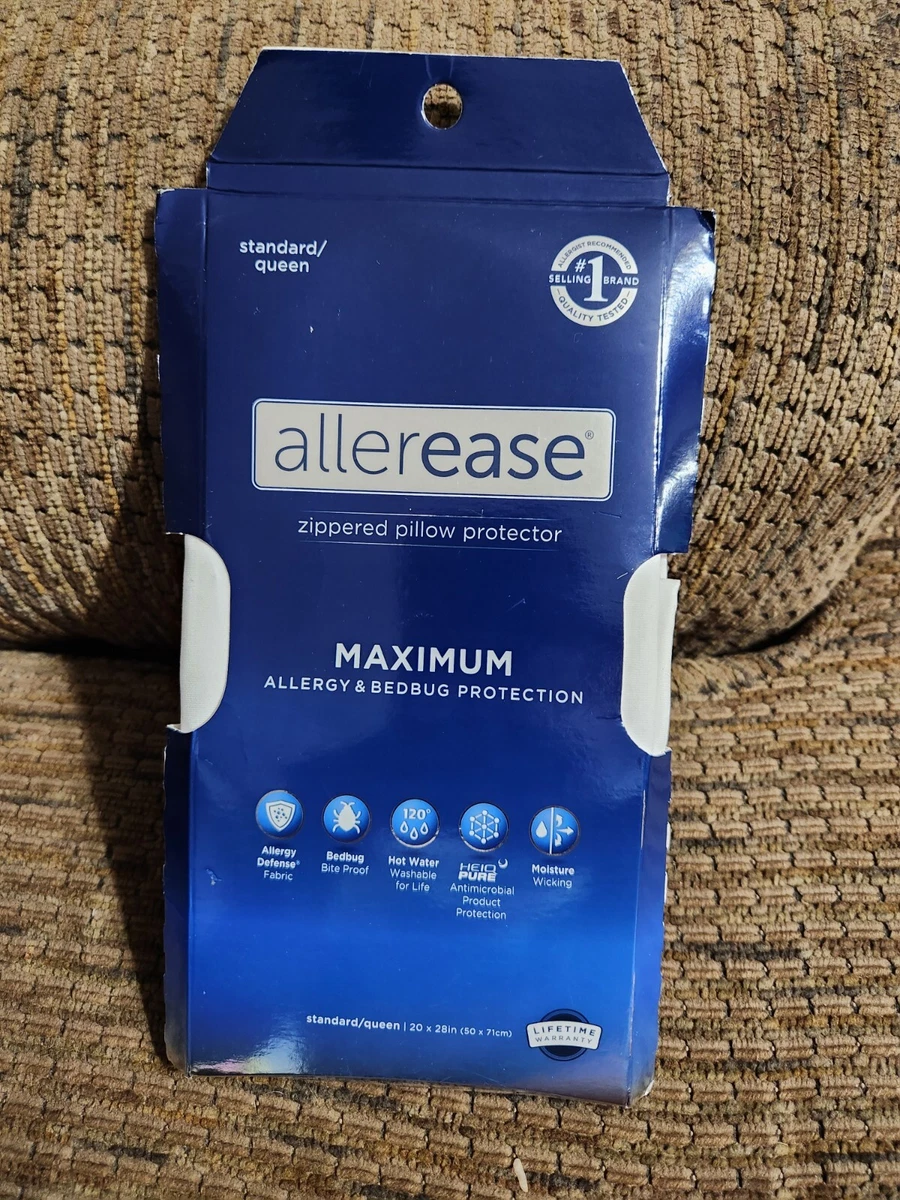 standard/
queen
ALLERGIST RECOMMENDED
#1
SELLING BRAND
QUALITY TESTED
allerease®
zippered pillow protector
MAXIMUM
ALLERGY & BEDBUG PROTECTION
Allergy
Defense®
Fabric
Bedbug
Bite Proof
120°
Hot Water
Washable
for Life
HEIQ
PURE
Antimicrobial
Product
Protection
Moisture
Wicking
standard/queen | 20 x 28in (50 x 71cm)
LIFETIME
WARRANTY